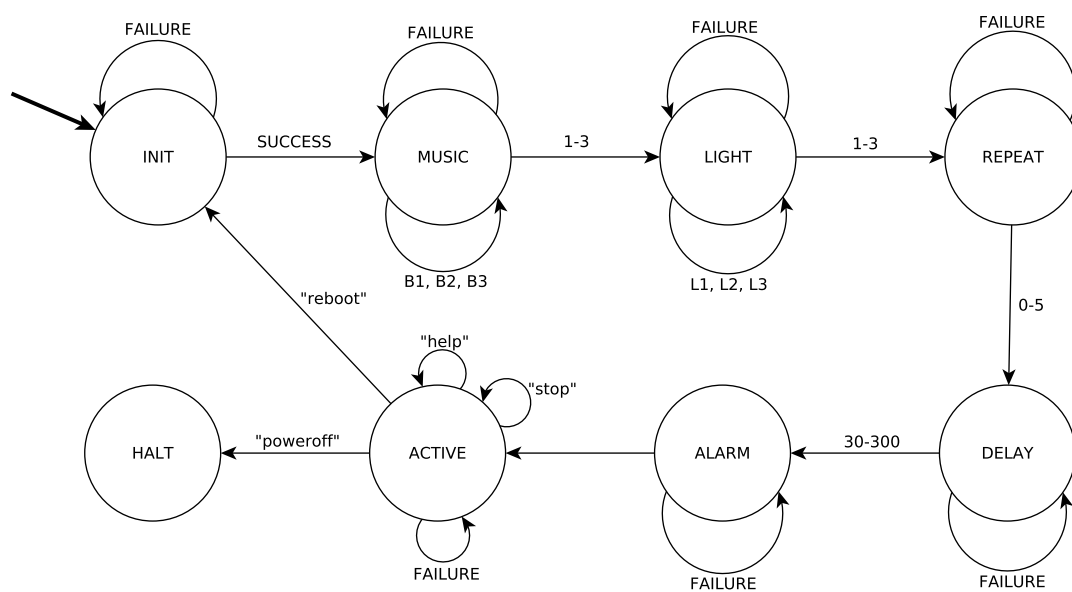 FAILURE
FAILURE
FAILURE
FAILURE
INIT
SUCCESS
MUSIC
1-3
LIGHT
1-3
REPEAT
B1, B2, B3
L1, L2, L3
"reboot"
0-5
"help"
"stop"
HALT
"poweroff"
ACTIVE
ALARM
30-300
DELAY
FAILURE
FAILURE
FAILURE